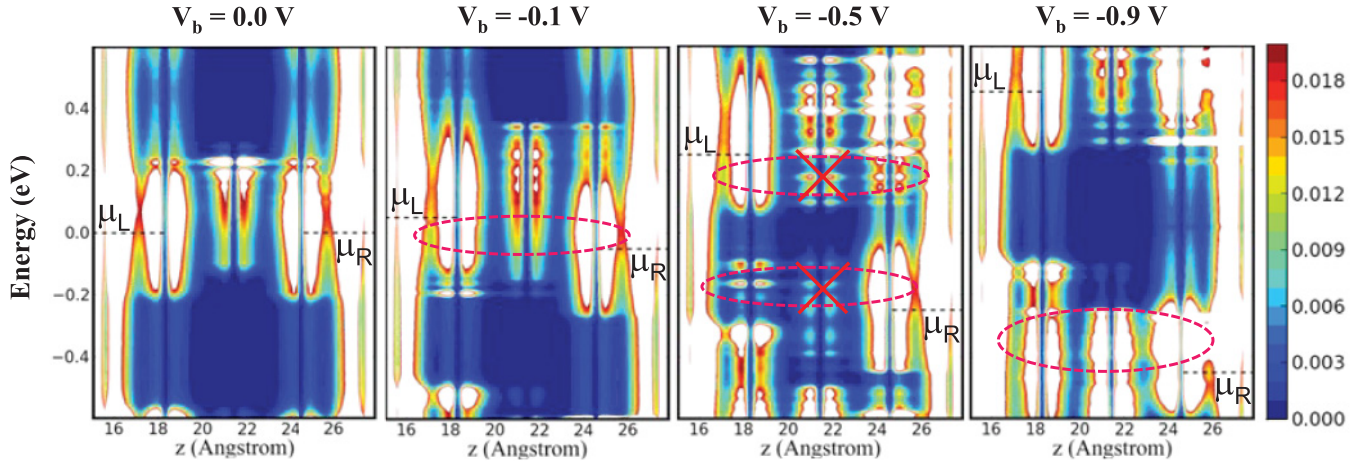 V_b = 0.0 V
V_b = -0.1 V
V_b = -0.5 V
V_b = -0.9 V
Energy (eV)
0.4
0.2
0.0
−0.2
−0.4
μ_L
μ_R
μ_L
μ_R
μ_L
μ_R
μ_L
μ_R
0.018
0.015
0.012
0.009
0.006
0.003
0.000
16 18 20 22 24 26
16 18 20 22 24 26
16 18 20 22 24 26
16 18 20 22 24 26
z (Angstrom)
z (Angstrom)
z (Angstrom)
z (Angstrom)